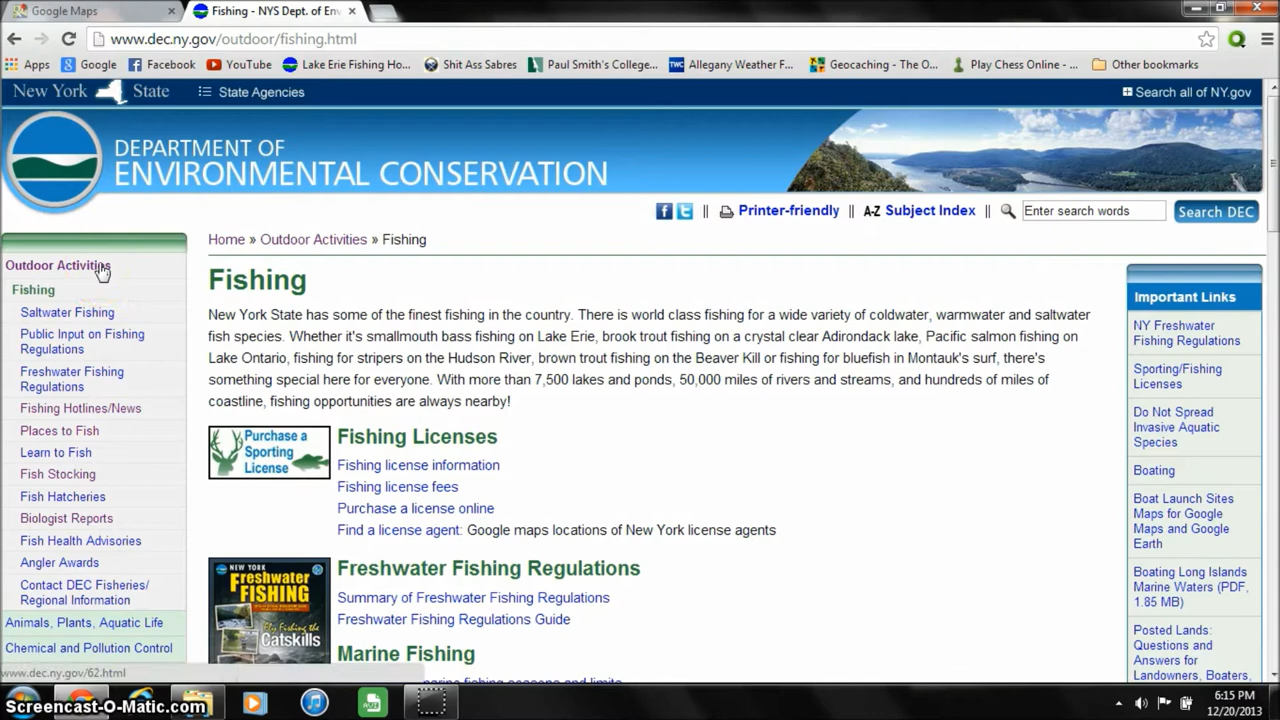 Google Maps
Fishing - NYS Dept. of Env
www.dec.ny.gov/outdoor/fishing.html
Apps Google Facebook YouTube Lake Erie Fishing Ho... Shit Ass Sabres Paul Smith's College... Allegany Weather F... Geocaching - The O... Play Chess Online - ... Other bookmarks
New York State State Agencies Search all of NY.gov
DEPARTMENT OF
ENVIRONMENTAL CONSERVATION
f t || Printer-friendly || A-Z Subject Index || Enter search words Search DEC
Home » Outdoor Activities » Fishing
Outdoor Activities
Fishing
Saltwater Fishing
Public Input on Fishing
Regulations
Freshwater Fishing
Regulations
Fishing Hotlines/News
Places to Fish
Learn to Fish
Fish Stocking
Fish Hatcheries
Biologist Reports
Fish Health Advisories
Angler Awards
Contact DEC Fisheries/
Regional Information
Animals, Plants, Aquatic Life
Chemical and Pollution Control
www.dec.ny.gov/62.html
Fishing
New York State has some of the finest fishing in the country. There is world class fishing for a wide variety of coldwater, warmwater and saltwater
fish species. Whether it's smallmouth bass fishing on Lake Erie, brook trout fishing on a crystal clear Adirondack lake, Pacific salmon fishing on
Lake Ontario, fishing for stripers on the Hudson River, brown trout fishing on the Beaver Kill or fishing for bluefish in Montauk's surf, there's
something special here for everyone. With more than 7,500 lakes and ponds, 50,000 miles of rivers and streams, and hundreds of miles of
coastline, fishing opportunities are always nearby!
Purchase a
Sporting
License
Fishing Licenses
Fishing license information
Fishing license fees
Purchase a license online
Find a license agent: Google maps locations of New York license agents
NEW YORK
Freshwater
FISHING
Fly Fishing the
Catskills
Freshwater Fishing Regulations
Summary of Freshwater Fishing Regulations
Freshwater Fishing Regulations Guide
Marine Fishing
marine fishing seasons and limits
Important Links
NY Freshwater
Fishing Regulations
Sporting/Fishing
Licenses
Do Not Spread
Invasive Aquatic
Species
Boating
Boat Launch Sites
Maps for Google
Maps and Google
Earth
Boating Long Islands
Marine Waters (PDF,
1.85 MB)
Posted Lands:
Questions and
Answers for
Landowners, Boaters,
Screencast-O-Matic.com
6:15 PM
12/20/2013